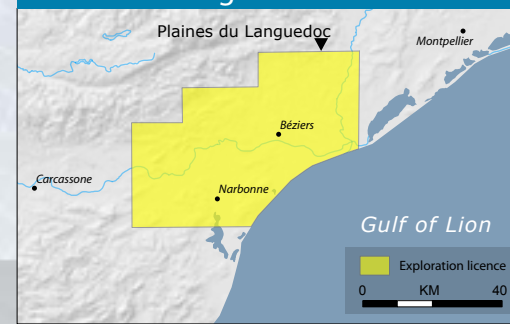 Plaines du Languedoc
Montpellier
Béziers
Carcassone
Narbonne
Gulf of Lion
Exploration licence
0 KM 40